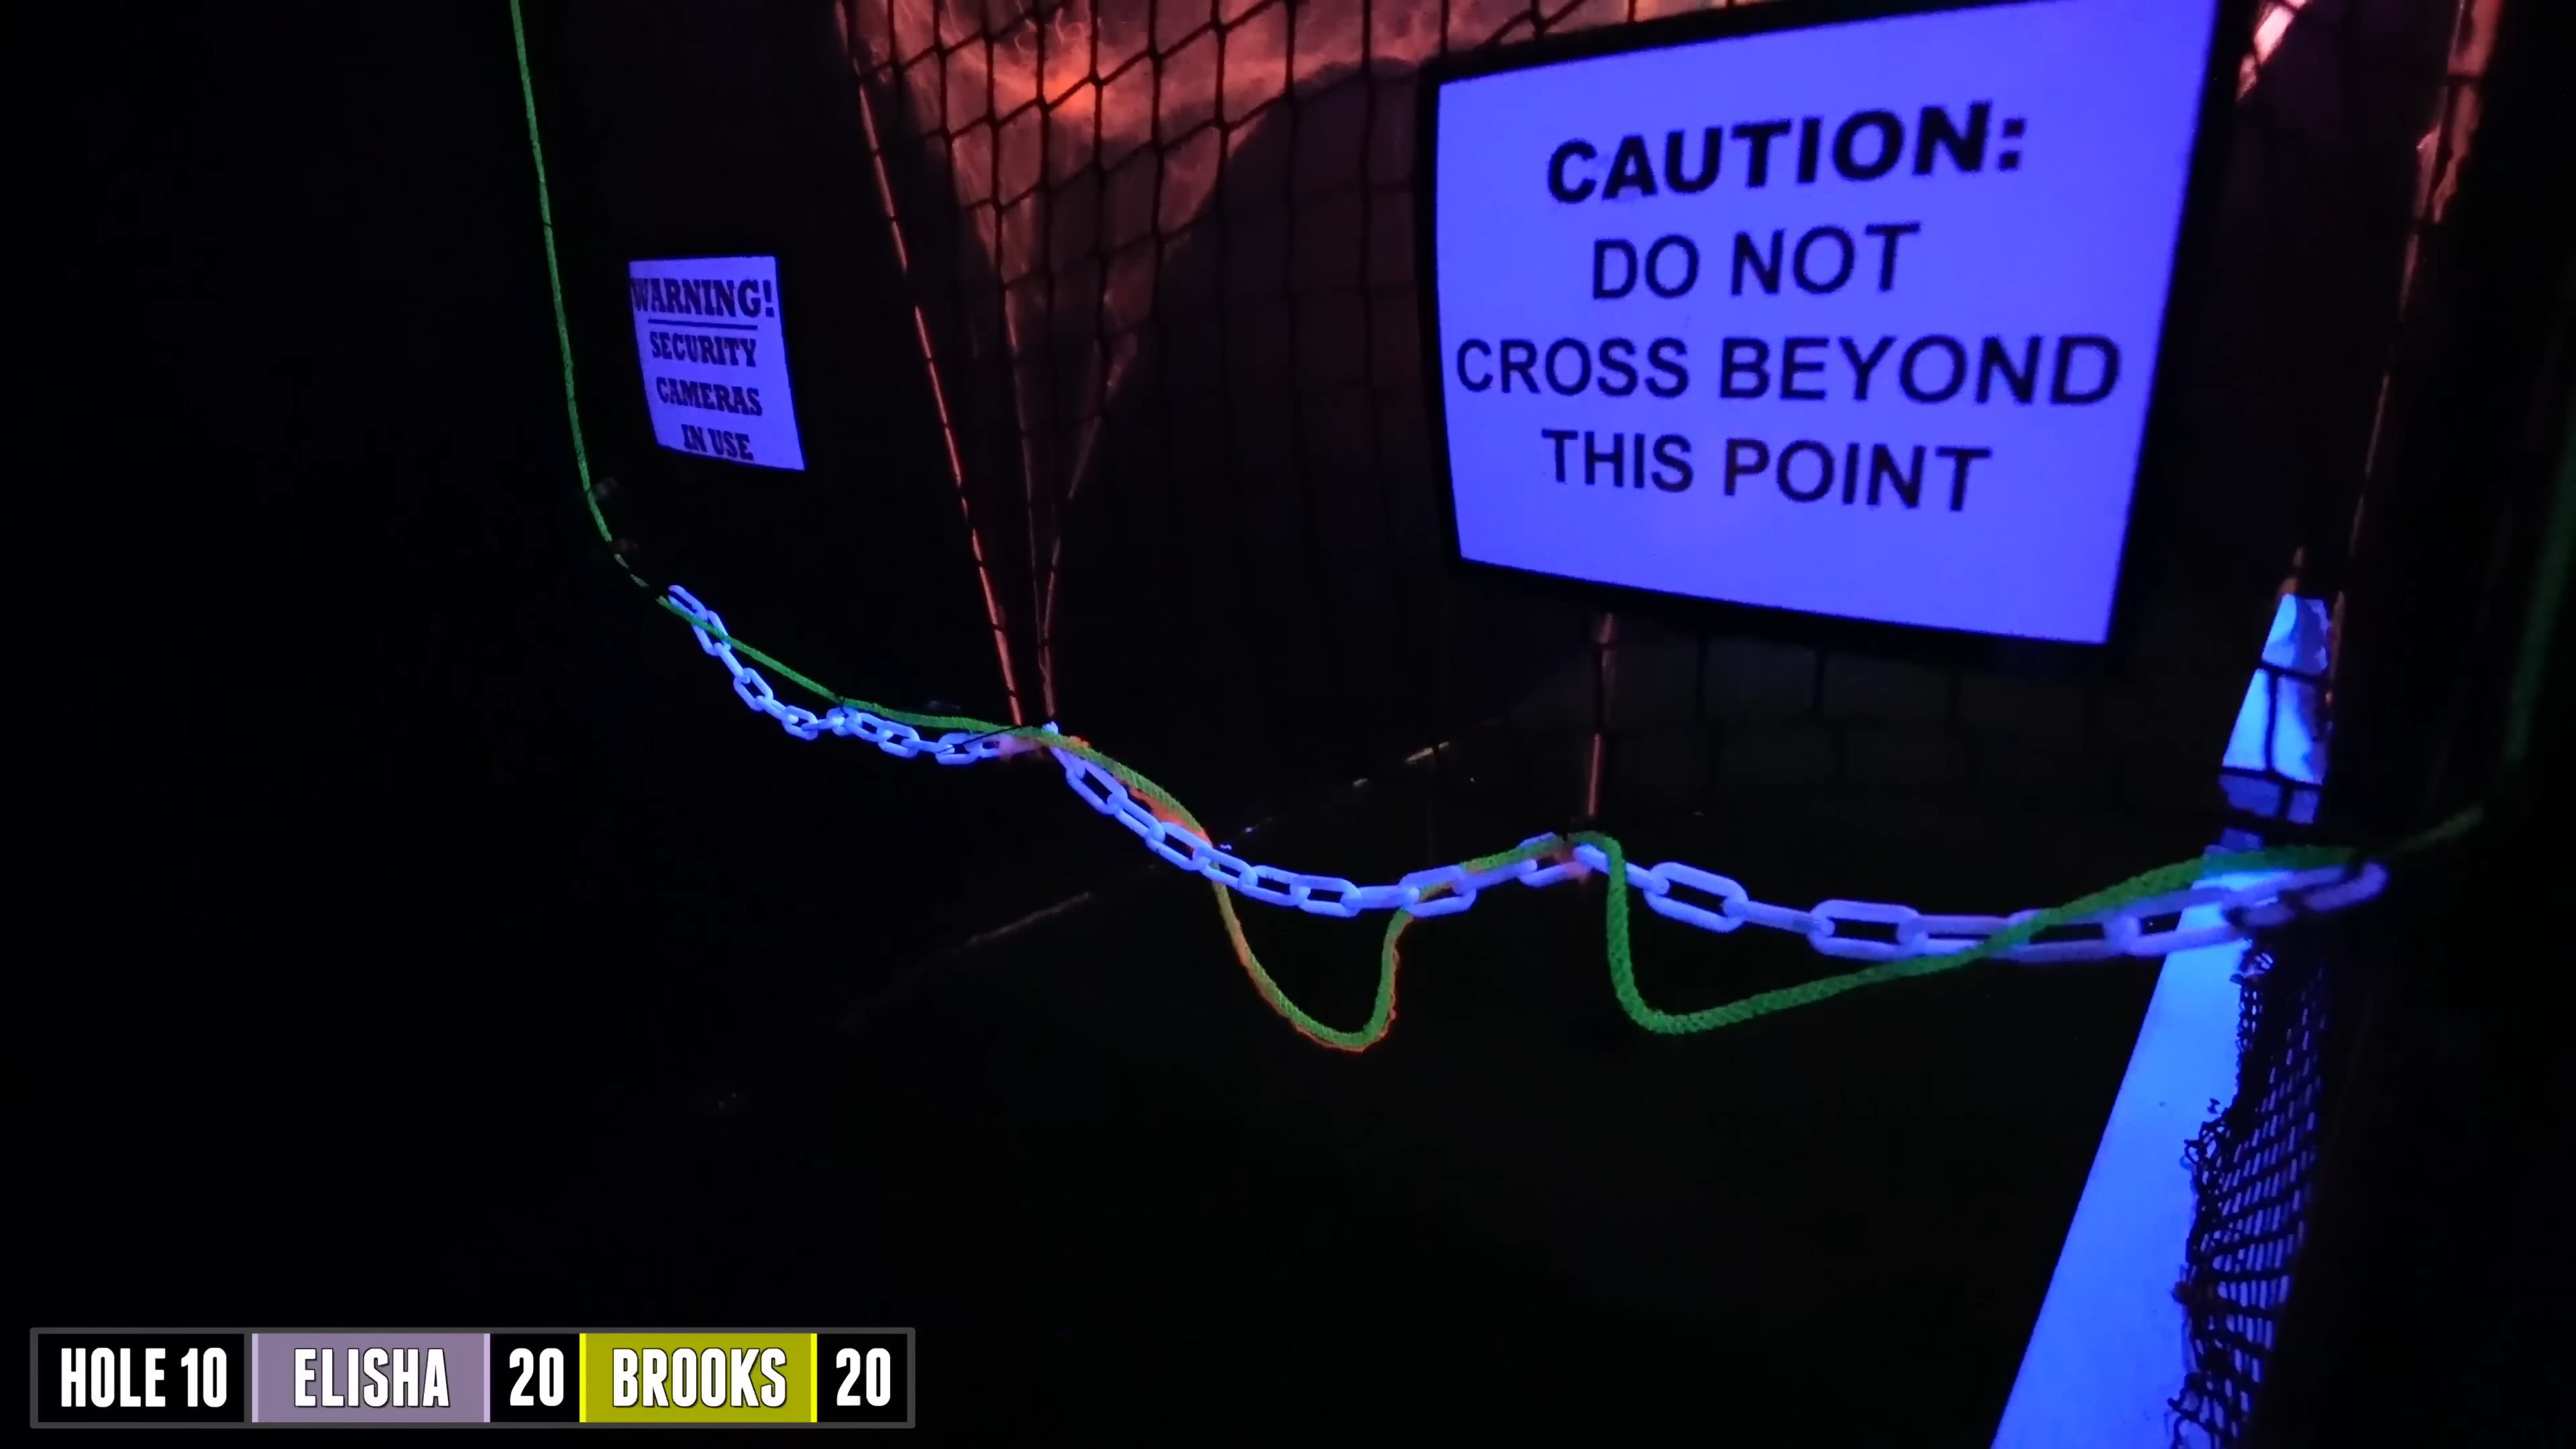 WARNING!
SECURITY
CAMERAS
IN USE
CAUTION:
DO NOT
CROSS BEYOND
THIS POINT
HOLE 10 ELISHA 20 BROOKS 20